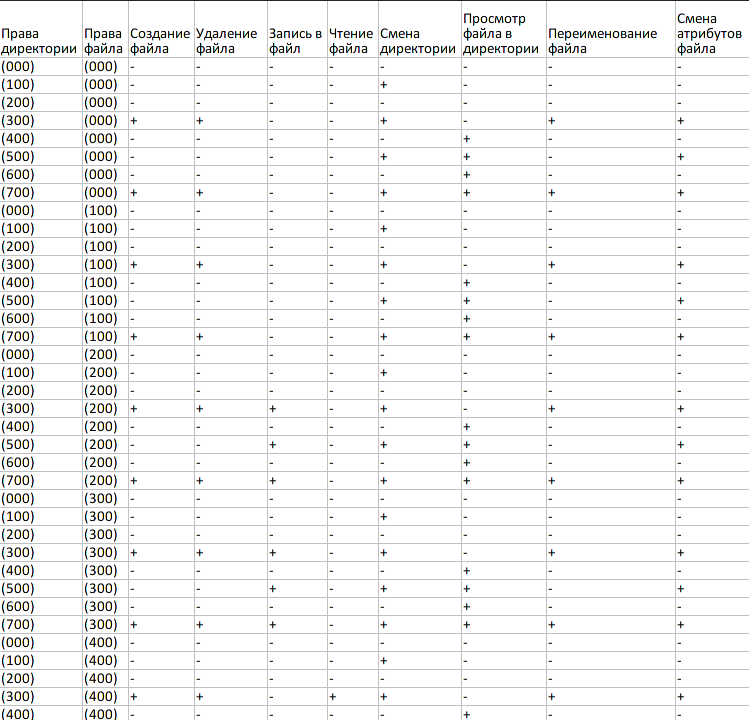 Права директории Права файла Создание файла Удаление файла Запись в файл Чтение файла Смена директории Просмотр файла в директории Переименование файла Смена атрибутов файла
(000) (000) - - - - - - - -
(100) (000) - - - - + - - -
(200) (000) - - - - - - - -
(300) (000) + + - - + - + +
(400) (000) - - - - - + - -
(500) (000) - - - - + + - +
(600) (000) - - - - - + - -
(700) (000) + + - - + + + +
(000) (100) - - - - - - - -
(100) (100) - - - - + - - -
(200) (100) - - - - - - - -
(300) (100) + + - - + - + +
(400) (100) - - - - - + - -
(500) (100) - - - - + + - +
(600) (100) - - - - - + - -
(700) (100) + + - - + + + +
(000) (200) - - - - - - - -
(100) (200) - - - - + - - -
(200) (200) - - - - - - - -
(300) (200) + + + - + - + +
(400) (200) - - - - - + - -
(500) (200) - - + - + + - +
(600) (200) - - - - - + - -
(700) (200) + + + - + + + +
(000) (300) - - - - - - - -
(100) (300) - - - - + - - -
(200) (300) - - - - - - - -
(300) (300) + + + - + - + +
(400) (300) - - - - - + - -
(500) (300) - - + - + + - +
(600) (300) - - - - - + - -
(700) (300) + + + - + + + +
(000) (400) - - - - - - - -
(100) (400) - - - - + - - -
(200) (400) - - - - - - - -
(300) (400) + + - + + - + +
(400) (400) - - - - - + - -